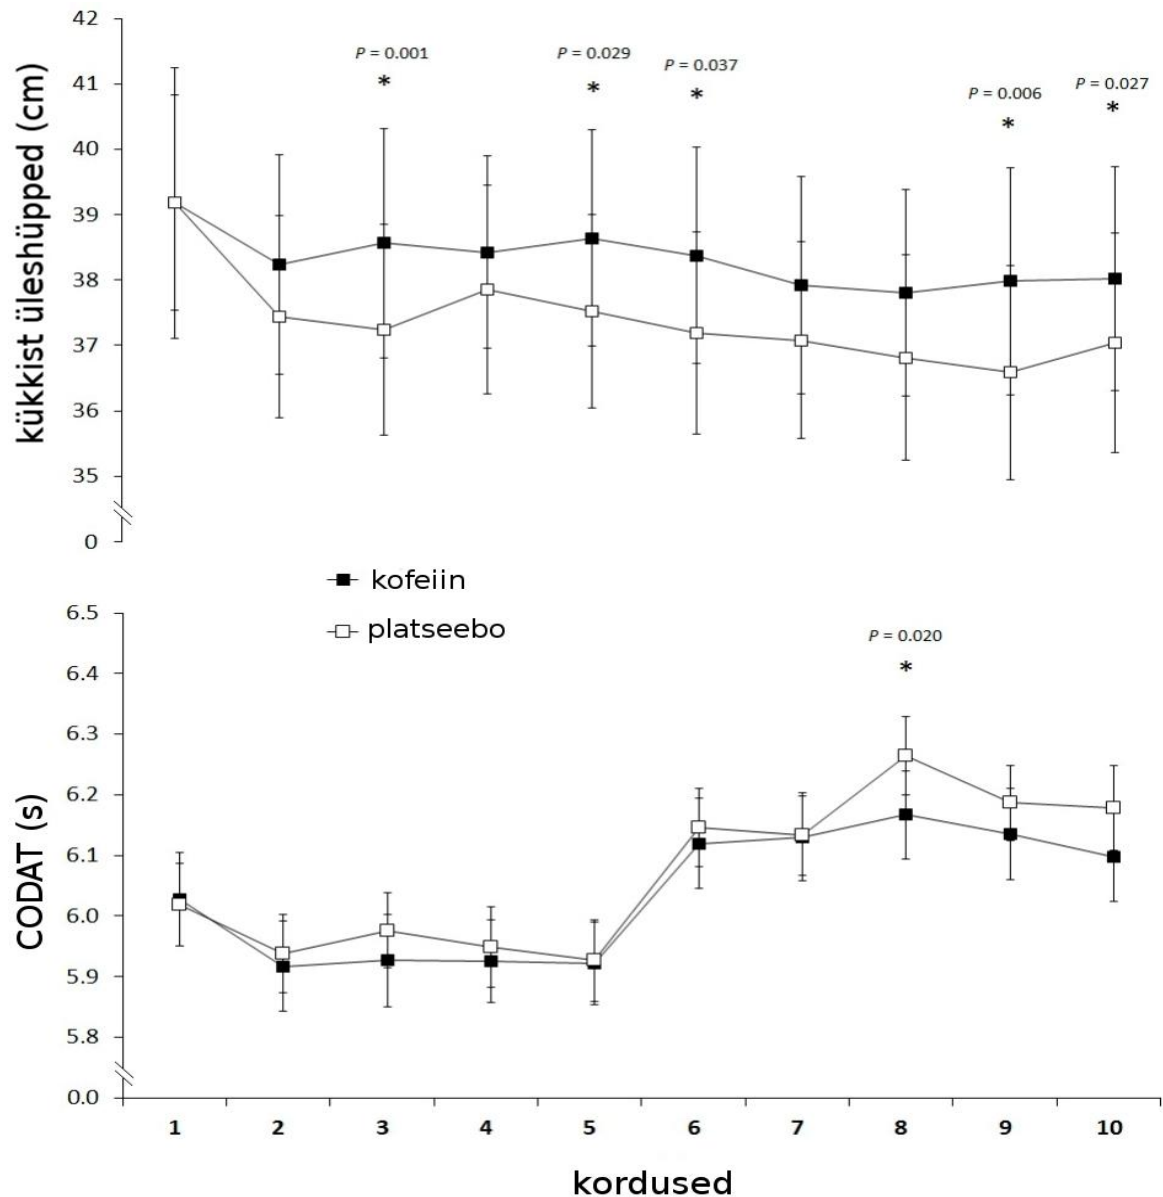 42
P = 0.001
P = 0.029
P = 0.037
P = 0.006
P = 0.027
*
*
*
*
*
41
40
39
38
37
36
35
0
kükkist üleshüpped (cm)
kofeiin
platseebo
6.5
P = 0.020
*
6.4
6.3
6.2
6.1
6.0
5.9
5.8
0.0
CODAT (s)
1 2 3 4 5 6 7 8 9 10
kordused